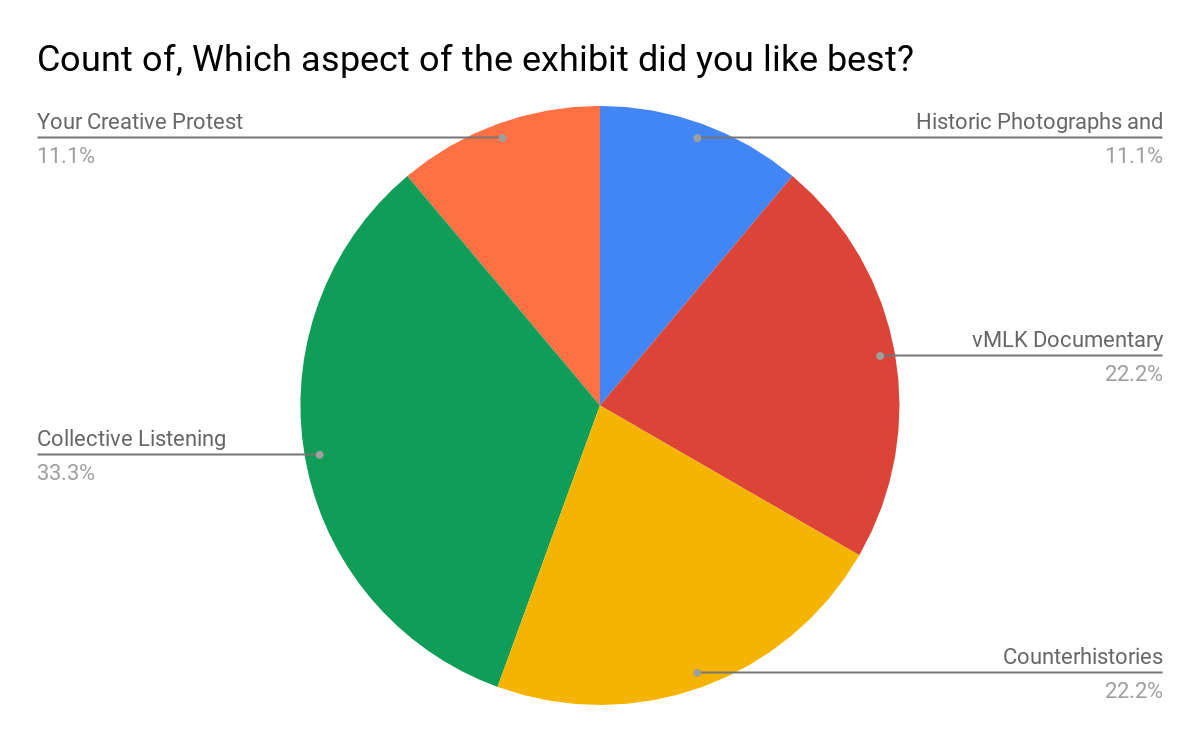 Count of, Which aspect of the exhibit did you like best?
Your Creative Protest
11.1%
Historic Photographs and
11.1%
vMLK Documentary
22.2%
Collective Listening
33.3%
Counterhistories
22.2%